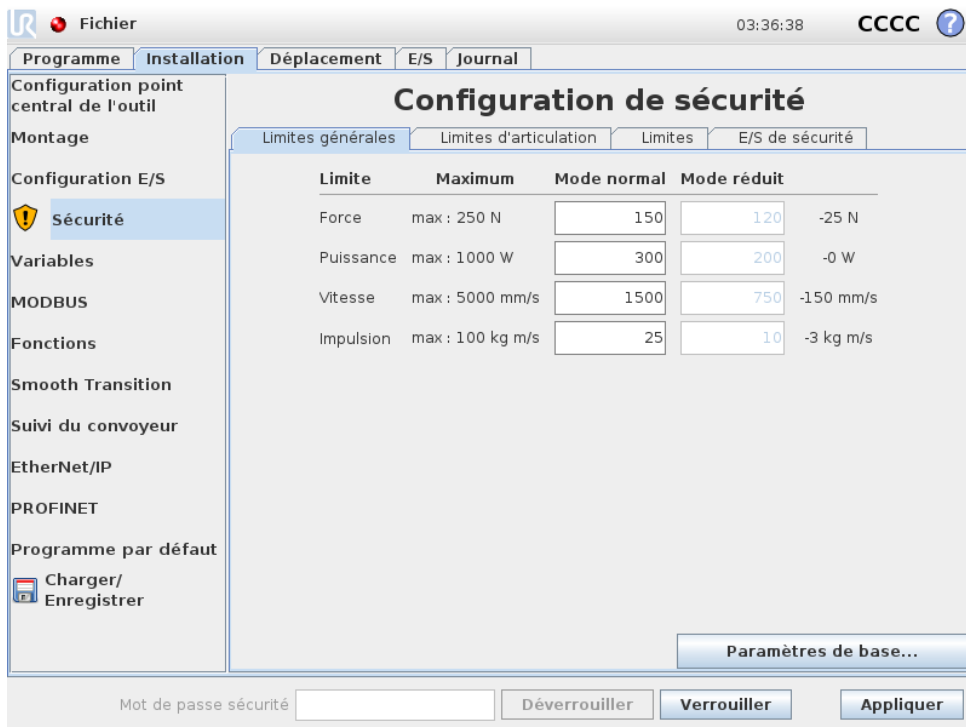 UR Fichier 03:36:38 CCCC ?
Programme Installation Déplacement E/S Journal
Configuration point
central de l'outil
Montage
Configuration E/S
! Sécurité
Variables
MODBUS
Fonctions
Smooth Transition
Suivi du convoyeur
EtherNet/IP
PROFINET
Programme par défaut
Charger/
Enregistrer
Configuration de sécurité
Limites générales Limites d'articulation Limites E/S de sécurité
Limite Maximum Mode normal Mode réduit
Force max : 250 N 150 120 -25 N
Puissance max : 1000 W 300 200 -0 W
Vitesse max : 5000 mm/s 1500 750 -150 mm/s
Impulsion max : 100 kg m/s 25 10 -3 kg m/s
Paramètres de base...
Mot de passe sécurité Déverrouiller Verrouiller Appliquer